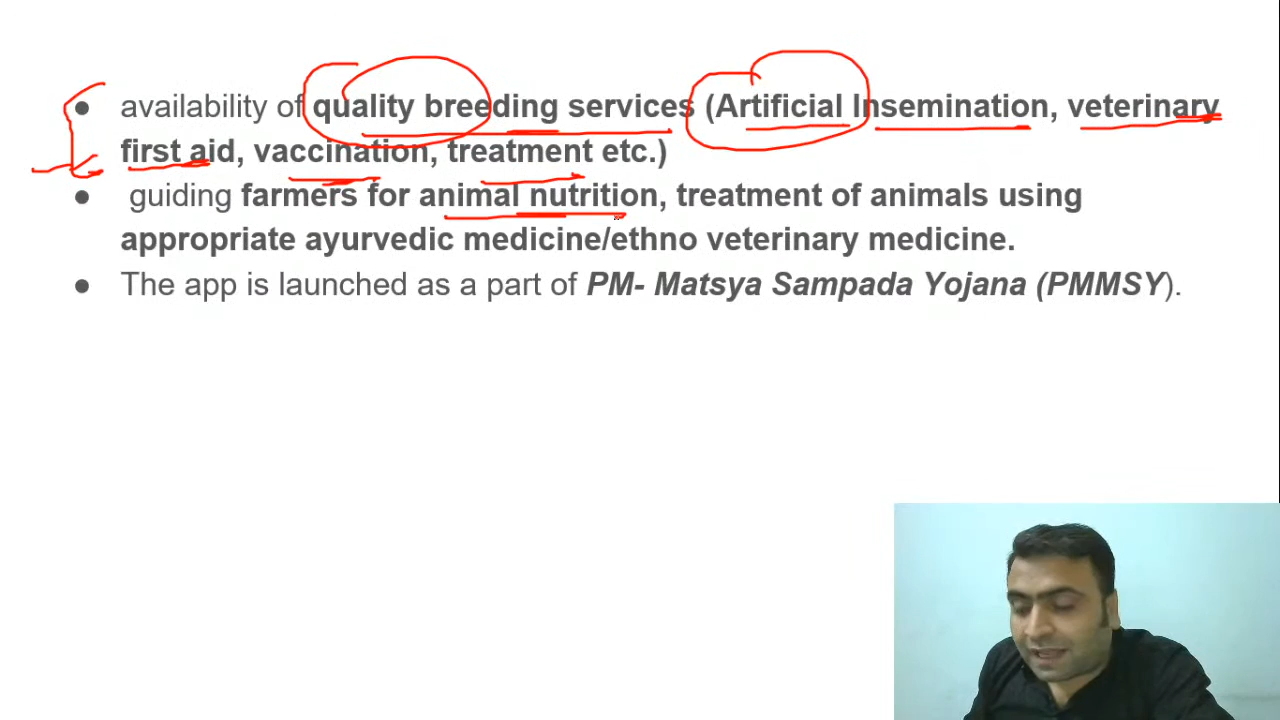 ● availability of quality breeding services (Artificial Insemination, veterinary
first aid, vaccination, treatment etc.)
● guiding farmers for animal nutrition, treatment of animals using
appropriate ayurvedic medicine/ethno veterinary medicine.
● The app is launched as a part of PM- Matsya Sampada Yojana (PMMSY).